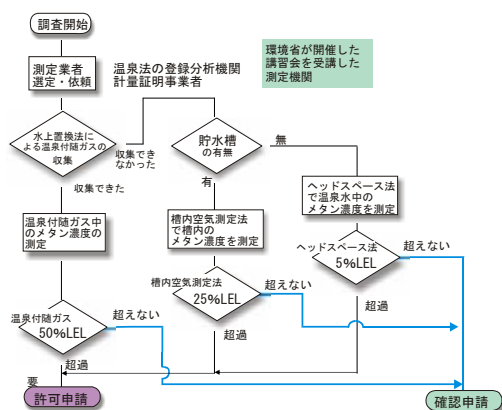 調査開始
測定業者
選定・依頼
温泉法の登録分析機関
計量証明事業者
環境省が開催した
講習会を受講した
測定機関
水上置換法に
よる温泉付随ガスの
収集
収集でき
なかった
貯水槽
の有無
無
収集できた
有
温泉付随ガス中
のメタン濃度の
測定
槽内空気測定法
で槽内の
メタン濃度を測定
ヘッドスペース法
で温泉水中の
メタン濃度を測定
ヘッドスペース法
5%LEL
超えない
槽内空気測定法
25%LEL
超えない
超過
温泉付随ガス
50%LEL
超えない
超過
超過
要
許可申請
確認申請